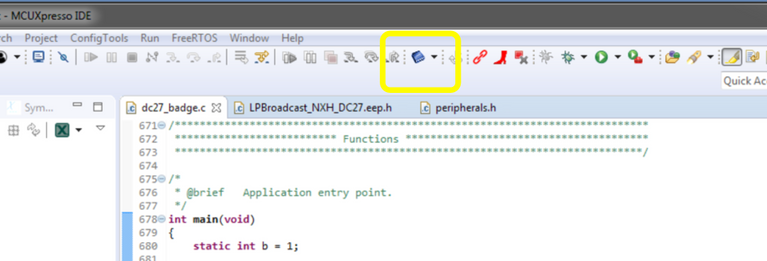 - MCUXpresso IDE
rch Project ConfigTools Run FreeRTOS Window Help
Quick Ac
Sym...
dc27_badge.c LPBroadcast_NXH_DC27.eep.h peripherals.h
671 /***************************************************************************
672 *************************** Functions **************************************
673 ***************************************************************************/
674
675 /*
676 * @brief Application entry point.
677 */
678 int main(void)
679 {
680 static int b = 1;
681